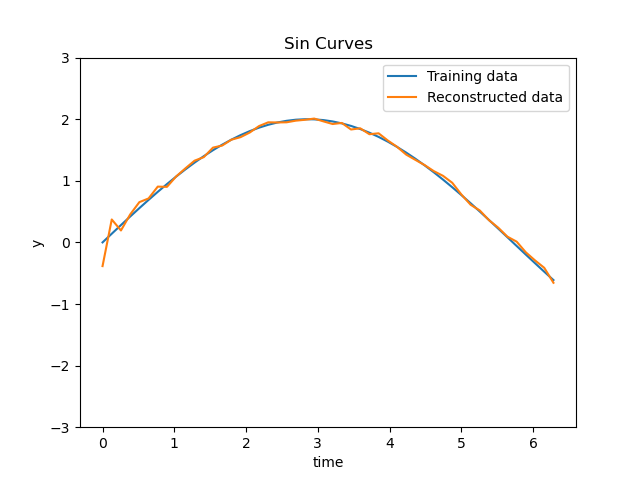 Sin Curves
Training data
Reconstructed data
3
2
1
0
−1
−2
−3
y
0 1 2 3 4 5 6
time